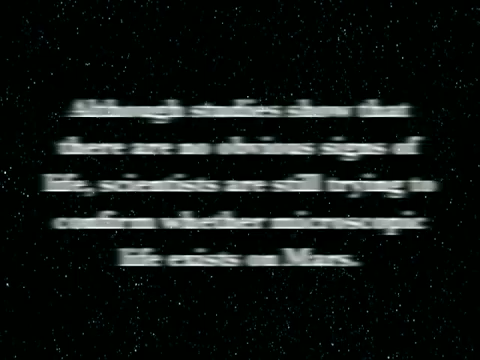 Although studies show that
there are no obvious signs of
life, scientists are still trying to
confirm whether microscopic
life exists on Mars.